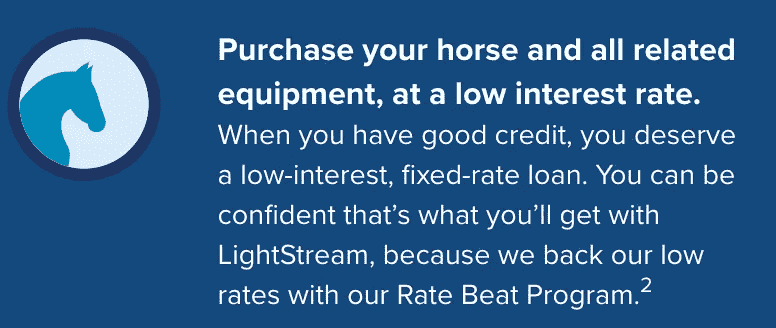 Purchase your horse and all related
equipment, at a low interest rate.
When you have good credit, you deserve
a low-interest, fixed-rate loan. You can be
confident that’s what you’ll get with
LightStream, because we back our low
rates with our Rate Beat Program.²